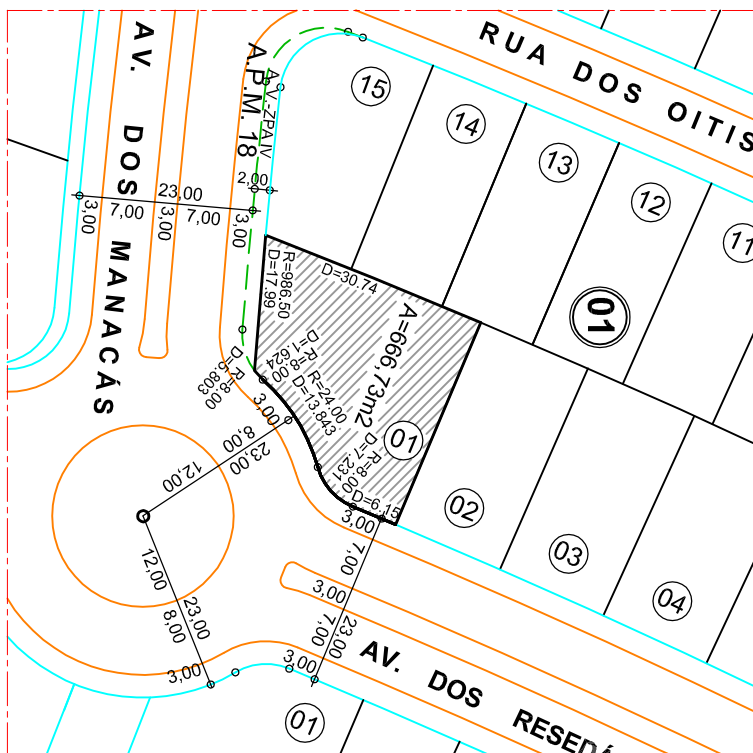 RUA DOS OITIS
AV. DOS MANACÁS
A.P.M. 18
A.V.-ZPA IV
2,00
15
14
13
12
11
01
23,00
3,00
7,00
3,00
7,00
3,00
R=986.50
D=17.99
D=30.74
A=666,73m2
R=8.00
D=1.624
R=24.00
D=13.843
R=8.00
D=5.803
R=8.00
D=7.231
D=6.15
01
02
03
04
3,00
8,00
23,00
12,00
12,00
23,00
8,00
3,00
3,00
7,00
3,00
7,00
23,00
3,00
AV. DOS
01